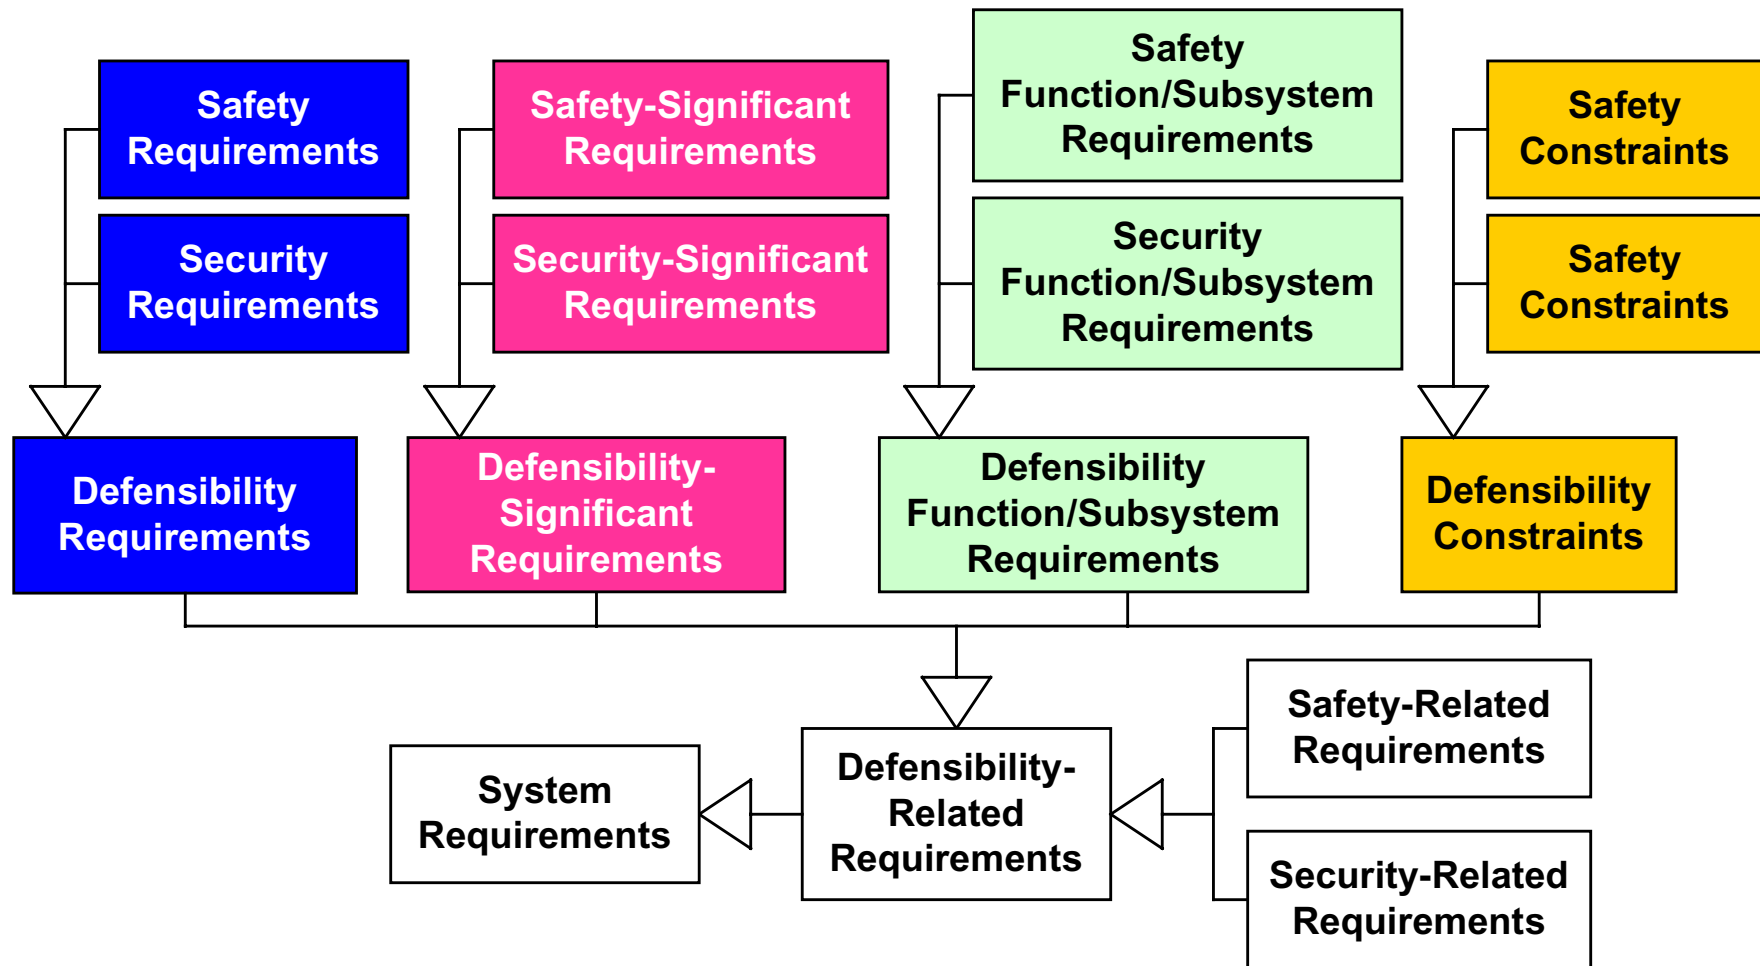 Safety
Requirements
Safety-Significant
Requirements
Safety
Function/Subsystem
Requirements
Safety
Constraints
Security
Requirements
Security-Significant
Requirements
Security
Function/Subsystem
Requirements
Safety
Constraints
Defensibility
Requirements
Defensibility-
Significant
Requirements
Defensibility
Function/Subsystem
Requirements
Defensibility
Constraints
System
Requirements
Defensibility-
Related
Requirements
Safety-Related
Requirements
Security-Related
Requirements